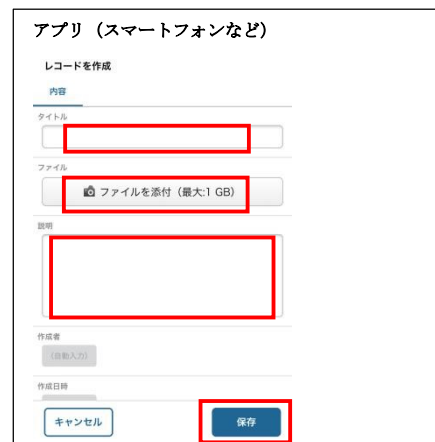 アプリ（スマートフォンなど）
レコードを作成
内容
タイトル
ファイル
ファイルを添付（最大:1 GB）
説明
作成者
（自動入力）
作成日時
キャンセル
保存